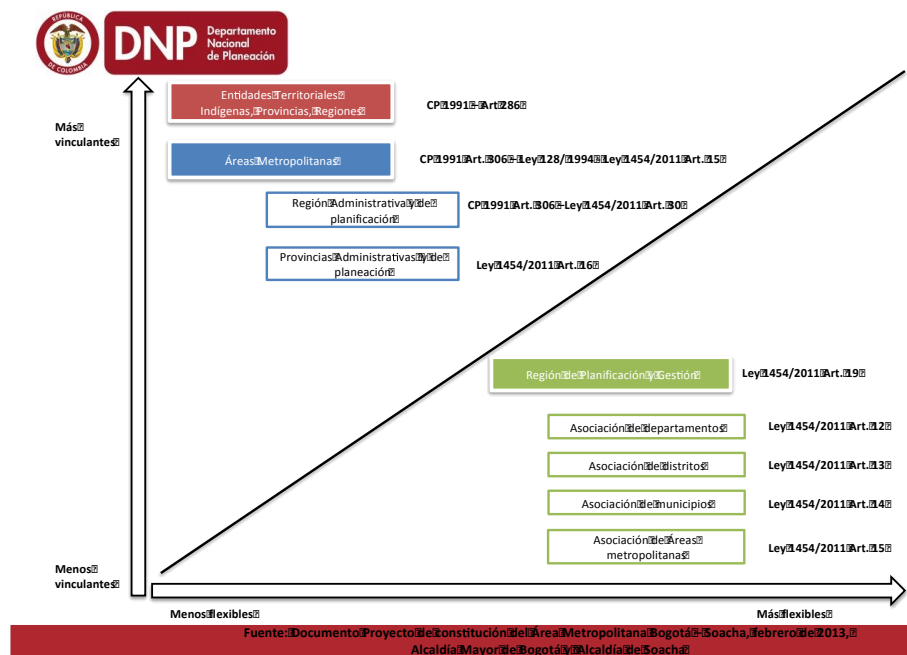 REPÚBLICA
DE COLOMBIA
DNP
Departamento
Nacional
de Planeación
Entidades Territoriales
Indígenas, Provincias, Regiones
CP 1991 – Art 286
Más
vinculantes
Áreas Metropolitanas
CP 1991 Art. 306 – Ley 128/ 1994 – Ley 1454/2011 Art. 15
Región Administrativa y de
planificación
CP 1991 Art. 306 – Ley 1454/2011 Art. 30
Provincias Administrativas y de
planeación
Ley 1454/2011 Art. 16
Región de Planificación y Gestión
Ley 1454/2011 Art. 19
Asociación de departamentos
Ley 1454/2011 Art. 12
Asociación de distritos
Ley 1454/2011 Art. 13
Asociación de municipios
Ley 1454/2011 Art. 14
Asociación de Áreas
metropolitanas
Ley 1454/2011 Art. 15
Menos
vinculantes
Menos flexibles
Más flexibles
Fuente: Documento Proyecto de constitución del Área Metropolitana Bogotá – Soacha, febrero de 2013,
Alcaldía Mayor de Bogotá y Alcaldía de Soacha